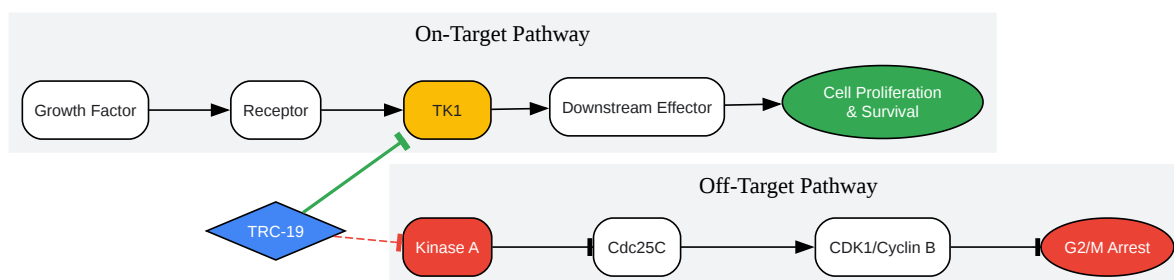 On-Target Pathway
Growth Factor
Receptor
TK1
Downstream Effector
Cell Proliferation
& Survival
Off-Target Pathway
TRC-19
Kinase A
Cdc25C
CDK1/Cyclin B
G2/M Arrest